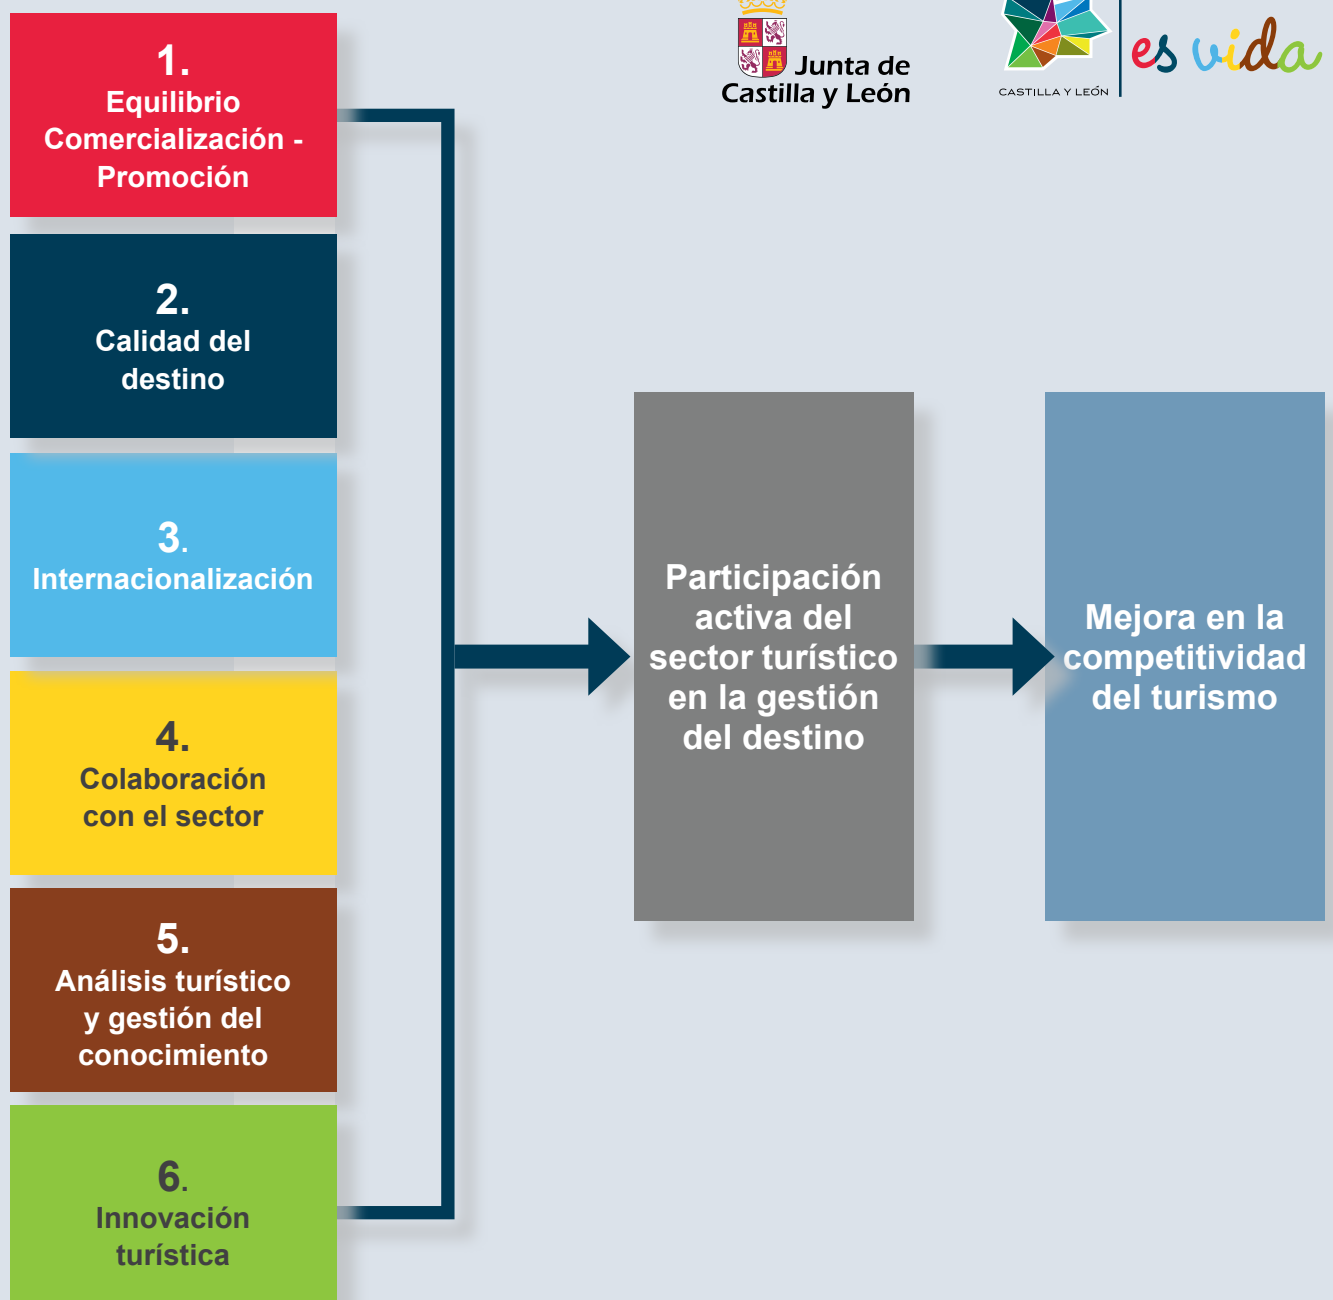 1.
Equilibrio
Comercialización -
Promoción
Junta de
Castilla y León
CASTILLA Y LEÓN
es vida
2.
Calidad del
destino
3.
Internacionalización
4.
Colaboración
con el sector
5.
Análisis turístico
y gestión del
conocimiento
6.
Innovación
turística
Participación
activa del
sector turístico
en la gestión
del destino
Mejora en la
competitividad
del turismo